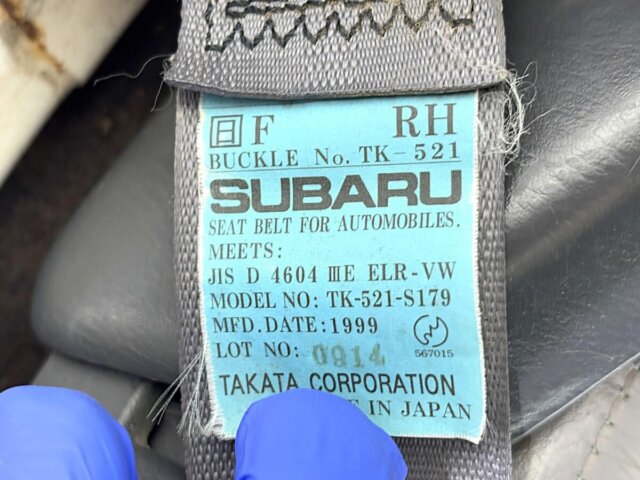 日 F RH
BUCKLE No. TK-521
SUBARU
SEAT BELT FOR AUTOMOBILES.
MEETS:
JIS D 4604 ⅢE ELR-VW
MODEL NO: TK-521-S179
MFD. DATE: 1999
LOT NO: 0914
567015
TAKATA CORPORATION
E IN JAPAN